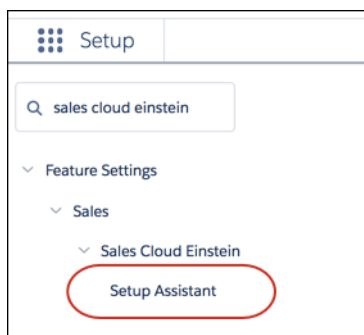 Setup
sales cloud einstein
Feature Settings
Sales
Sales Cloud Einstein
Setup Assistant